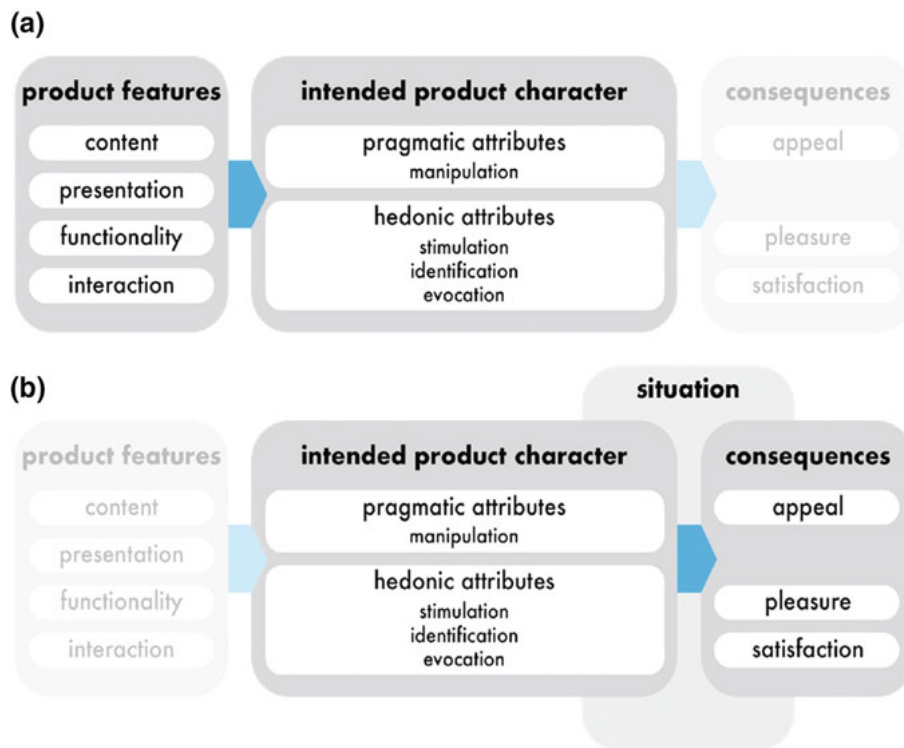 (a)
product features
content
presentation
functionality
interaction
intended product character
pragmatic attributes
manipulation
hedonic attributes
stimulation
identification
evocation
consequences
appeal
pleasure
satisfaction
(b)
situation
product features
content
presentation
functionality
interaction
intended product character
pragmatic attributes
manipulation
hedonic attributes
stimulation
identification
evocation
consequences
appeal
pleasure
satisfaction